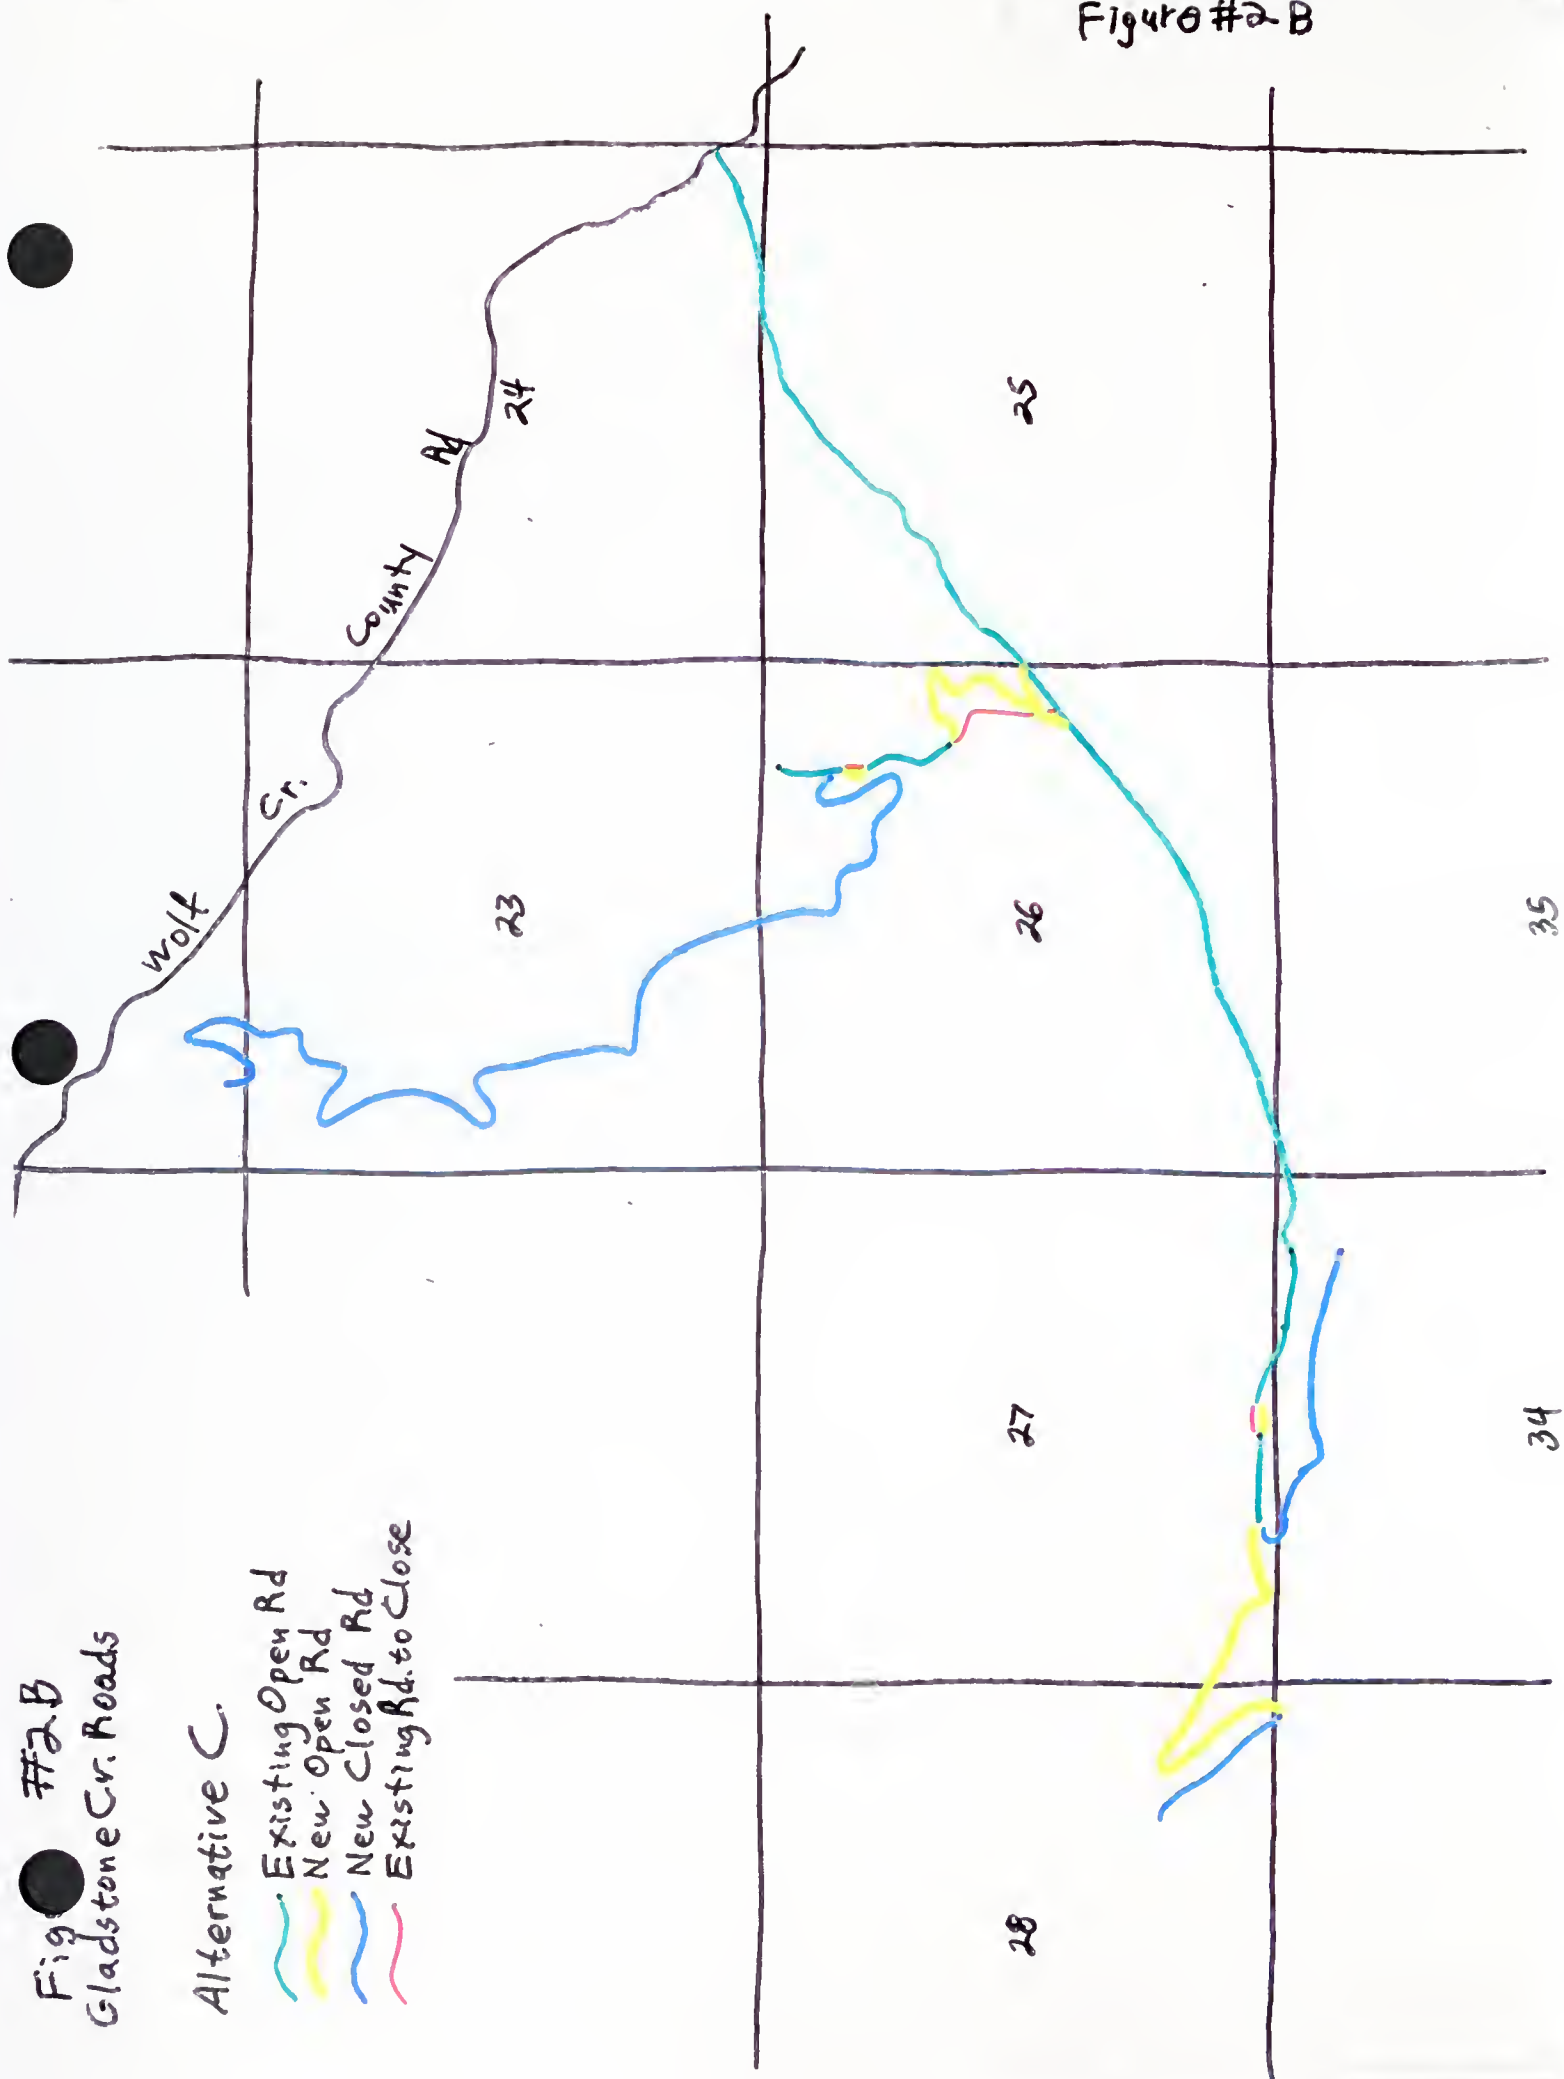 Figure #2-B
Fig #2B
Gladstone Cr. Roads
Alternative C
Existing Open Rd
New Open Rd
New Closed Rd
Existing Rd. to Close
Wolf Cr. County Rd
24
23
25
26
27
28
35
34